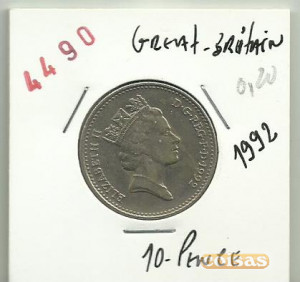 4490
GREAT-BRITAIN
0,20
1992
ELIZABETH II
D·G·REG·F·D·1992
10-PENCE